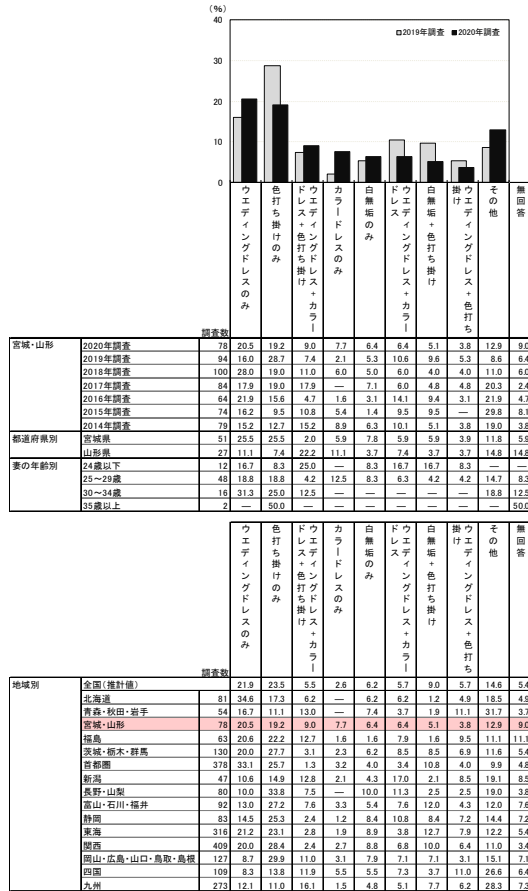 (%)
□2019年調査 ■2020年調査
40
30
20
10
0
調査数 ウエディングドレスのみ 色打ち掛けのみ ウエディングドレス+カラードレス+色打ち掛け カラードレスのみ 白無垢のみ ウエディングドレス+カラードレス 白無垢+色打ち掛け ウエディングドレス+色打ち掛け その他 無回答
宮城・山形 2020年調査 78 20.5 19.2 9.0 7.7 6.4 6.4 5.1 3.8 12.9 9.0
2019年調査 94 16.0 28.7 7.4 2.1 5.3 10.6 9.6 5.3 8.6 6.4
2018年調査 100 28.0 19.0 11.0 6.0 5.0 6.0 4.0 4.0 11.0 6.0
2017年調査 84 17.9 19.0 17.9 — 7.1 6.0 4.8 4.8 20.3 2.4
2016年調査 64 21.9 15.6 4.7 1.6 3.1 14.1 9.4 3.1 21.9 4.7
2015年調査 74 16.2 9.5 10.8 5.4 1.4 9.5 9.5 — 29.8 8.1
2014年調査 79 15.2 12.7 15.2 8.9 6.3 10.1 5.1 3.8 19.0 3.8
都道府県別 宮城県 51 25.5 25.5 2.0 5.9 7.8 5.9 5.9 3.9 11.8 5.9
山形県 27 11.1 7.4 22.2 11.1 3.7 7.4 3.7 3.7 14.8 14.8
妻の年齢別 24歳以下 12 16.7 8.3 25.0 — 8.3 16.7 16.7 8.3 — —
25~29歳 48 18.8 18.8 4.2 12.5 8.3 6.3 4.2 4.2 14.7 8.3
30~34歳 16 31.3 25.0 12.5 — — — — — 18.8 12.5
35歳以上 2 — 50.0 — — — — — — — 50.0
調査数 ウエディングドレスのみ 色打ち掛けのみ ウエディングドレス+カラードレス+色打ち掛け カラードレスのみ 白無垢のみ ウエディングドレス+カラードレス 白無垢+色打ち掛け ウエディングドレス+色打ち掛け その他 無回答
地域別 全国(推計値) 21.9 23.5 5.5 2.6 6.2 5.7 9.0 5.7 14.6 5.4
北海道 81 34.6 17.3 6.2 — 6.2 6.2 1.2 4.9 18.5 4.9
青森・秋田・岩手 54 16.7 11.1 13.0 — 7.4 3.7 1.9 11.1 31.7 3.7
宮城・山形 78 20.5 19.2 9.0 7.7 6.4 6.4 5.1 3.8 12.9 9.0
福島 63 20.6 22.2 12.7 1.6 1.6 7.9 1.6 9.5 11.1 11.1
茨城・栃木・群馬 130 20.0 27.7 3.1 2.3 6.2 8.5 8.5 6.9 11.6 5.4
首都圏 378 33.1 25.7 1.3 3.2 4.0 3.4 10.8 4.0 9.9 4.8
新潟 47 10.6 14.9 12.8 2.1 4.3 17.0 2.1 8.5 19.1 8.5
長野・山梨 80 10.0 33.8 7.5 — 10.0 11.3 2.5 2.5 19.0 3.8
富山・石川・福井 92 13.0 27.2 7.6 3.3 5.4 7.6 12.0 4.3 12.0 7.6
静岡 83 14.5 25.3 2.4 1.2 8.4 10.8 8.4 7.2 14.4 7.2
東海 316 21.2 23.1 2.8 1.9 8.9 3.8 12.7 7.9 12.2 5.4
関西 409 20.0 28.4 2.4 2.7 8.8 6.8 10.0 6.4 11.0 3.4
岡山・広島・山口・鳥取・島根 127 8.7 29.9 11.0 3.1 7.9 7.1 7.1 3.1 15.1 7.1
四国 109 8.3 13.8 11.9 5.5 5.5 7.3 3.7 11.0 26.6 6.4
九州 273 12.1 11.0 16.1 1.5 4.8 5.1 7.7 6.2 28.3 7.3